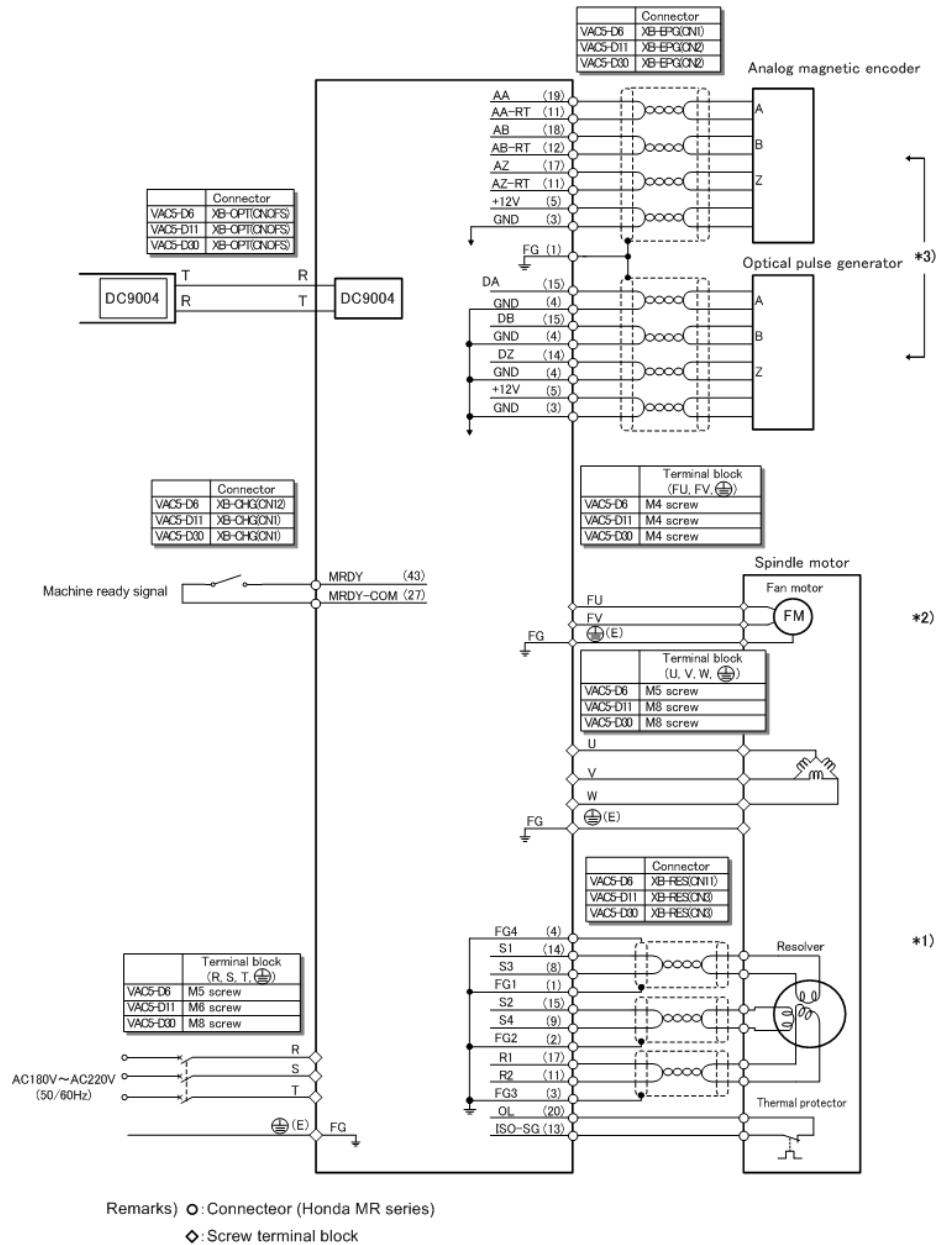 Connector
VAC5-D6 XB-EPG(CN1)
VAC5-D11 XB-EPG(CN2)
VAC5-D30 XB-EPG(CN2)
Analog magnetic encoder
AA (19)
AA-RT (11)
AB (18)
AB-RT (12)
AZ (17)
AZ-RT (11)
+12V (5)
GND (3)
A
B
Z
FG (1)
*3)
Connector
VAC5-D6 XB-OPT(CNOFS)
VAC5-D11 XB-OPT(CNOFS)
VAC5-D30 XB-OPT(CNOFS)
DC9004
T R
R T
DC9004
Optical pulse generator
DA (15)
GND (4)
DB (15)
GND (4)
DZ (14)
GND (4)
+12V (5)
GND (3)
A
B
Z
Connector
VAC5-D6 XB-CHG(CN12)
VAC5-D11 XB-CHG(CN1)
VAC5-D30 XB-CHG(CN1)
Machine ready signal
MRDY (43)
MRDY-COM (27)
Terminal block
(FU, FV, )
VAC5-D6 M4 screw
VAC5-D11 M4 screw
VAC5-D30 M4 screw
Spindle motor
Fan motor
FM
*2)
FU
FV
FG (E)
Terminal block
(U, V, W, )
VAC5-D6 M5 screw
VAC5-D11 M8 screw
VAC5-D30 M8 screw
U
V
W
FG (E)
Connector
VAC5-D6 XB-RES(CN11)
VAC5-D11 XB-RES(CN3)
VAC5-D30 XB-RES(CN3)
*1)
Resolver
FG4 (4)
S1 (14)
S3 (8)
FG1 (1)
S2 (15)
S4 (9)
FG2 (2)
R1 (17)
R2 (11)
FG3 (3)
OL (20)
ISO-SG (13)
Thermal protector
Terminal block
(R, S, T, )
VAC5-D6 M5 screw
VAC5-D11 M6 screw
VAC5-D30 M8 screw
AC180V～AC220V
(50/60Hz)
R
S
T
(E) FG
Remarks) ○:Connecteor (Honda MR series)
◇:Screw terminal block